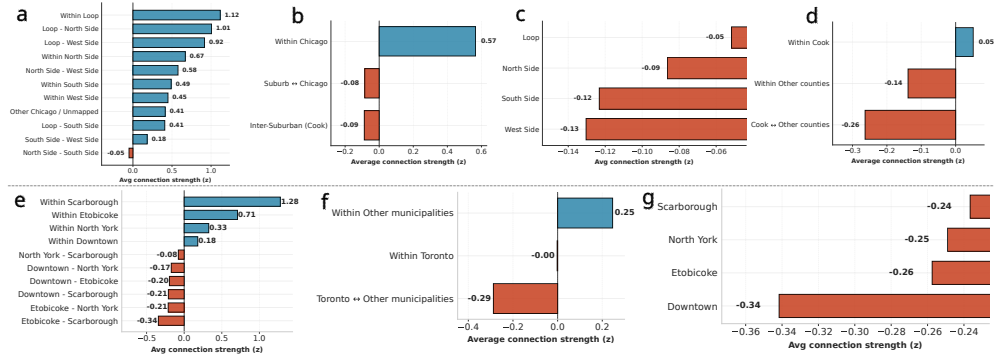 a
Within Loop
1.12
Loop - North Side
1.01
Loop - West Side
0.92
Within North Side
0.67
North Side - West Side
0.58
Within South Side
0.49
Within West Side
0.45
Other Chicago / Unmapped
0.41
Loop - South Side
0.41
South Side - West Side
0.18
North Side - South Side
-0.05
0.0 0.5 1.0
Avg connection strength (z)
b
Within Chicago
0.57
Suburb ↔ Chicago
-0.08
Inter-Suburban (Cook)
-0.09
−0.2 0.0 0.2 0.4 0.6
Average connection strength (z)
c
Loop
-0.05
North Side
-0.09
South Side
-0.12
West Side
-0.13
−0.14 −0.12 −0.10 −0.08 −0.06
Avg connection strength (z)
d
Within Cook
0.05
Within Other counties
-0.14
Cook ↔ Other counties
-0.26
−0.3 −0.2 −0.1 0.0
Average connection strength (z)
e
Within Scarborough
1.28
Within Etobicoke
0.71
Within North York
0.33
Within Downtown
0.18
North York - Scarborough
-0.08
Downtown - North York
-0.17
Downtown - Etobicoke
-0.20
Downtown - Scarborough
-0.21
Etobicoke - North York
-0.21
Etobicoke - Scarborough
-0.34
−0.5 0.0 0.5 1.0
Avg connection strength (z)
f
Within Other municipalities
0.25
Within Toronto
-0.00
Toronto ↔ Other municipalities
-0.29
−0.4 −0.2 0.0 0.2
Average connection strength (z)
g
Scarborough
-0.24
North York
-0.25
Etobicoke
-0.26
Downtown
-0.34
−0.36 −0.34 −0.32 −0.30 −0.28 −0.26 −0.24
Avg connection strength (z)